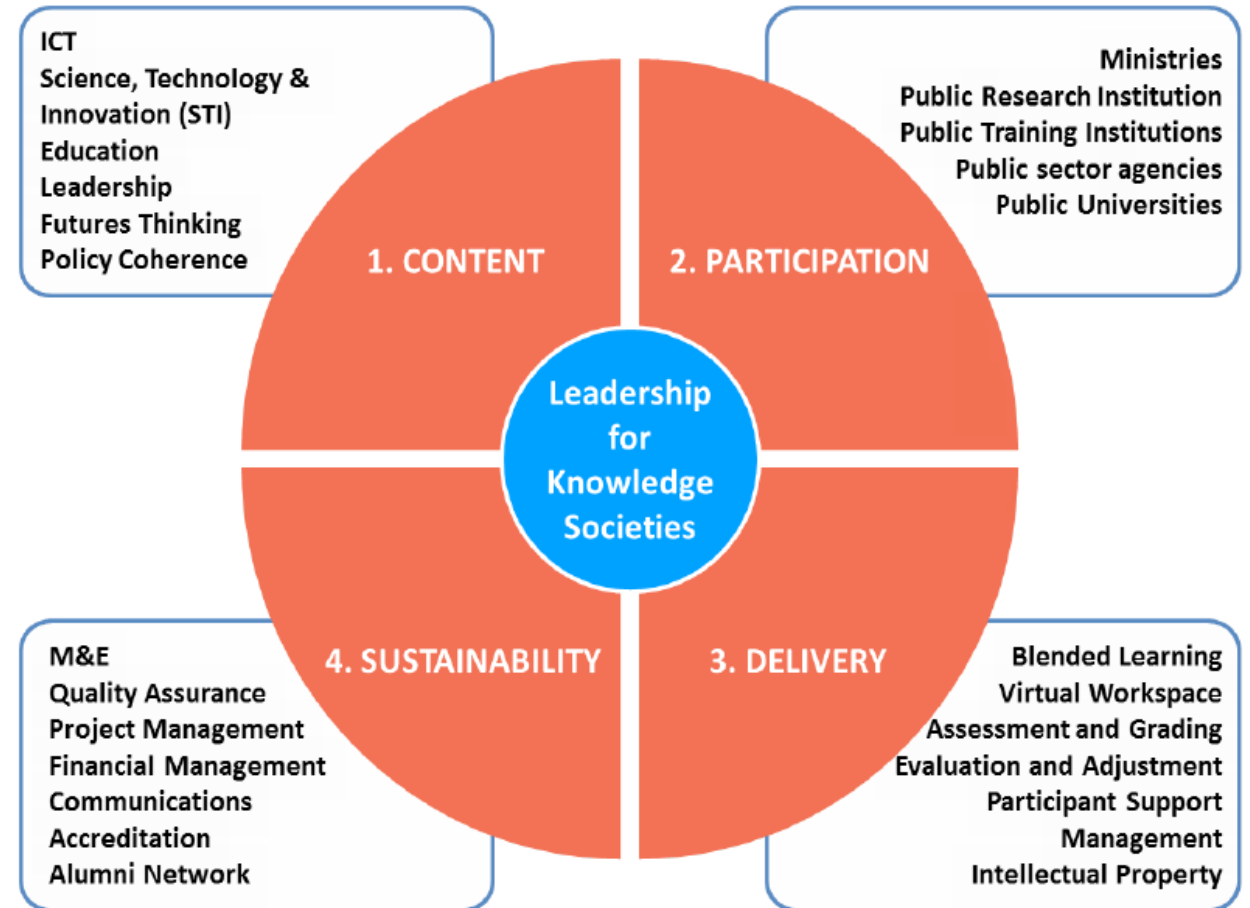 ICT
Science, Technology &
Innovation (STI)
Education
Leadership
Futures Thinking
Policy Coherence
1. CONTENT
Ministries
Public Research Institution
Public Training Institutions
Public sector agencies
Public Universities
2. PARTICIPATION
Leadership
for
Knowledge
Societies
4. SUSTAINABILITY
M&E
Quality Assurance
Project Management
Financial Management
Communications
Accreditation
Alumni Network
3. DELIVERY
Blended Learning
Virtual Workspace
Assessment and Grading
Evaluation and Adjustment
Participant Support
Management
Intellectual Property